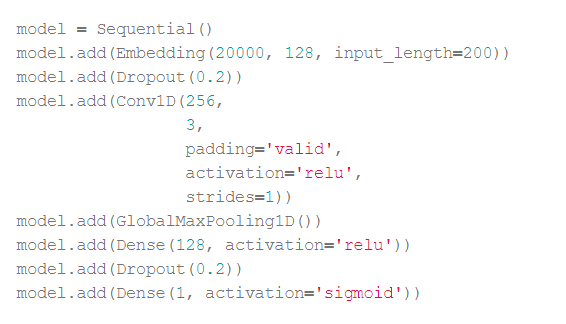 model = Sequential()
model.add(Embedding(20000, 128, input_length=200))
model.add(Dropout(0.2))
model.add(Conv1D(256,
                 3,
                 padding='valid',
                 activation='relu',
                 strides=1))
model.add(GlobalMaxPooling1D())
model.add(Dense(128, activation='relu'))
model.add(Dropout(0.2))
model.add(Dense(1, activation='sigmoid'))